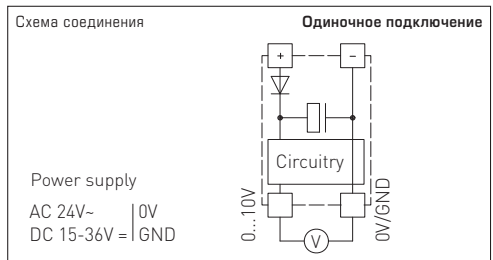 Схема соединения
Одиночное подключение
+ −
Circuitry
Power supply
AC 24V~ 0V
DC 15-36V = GND
0...10V
0V/GND
V